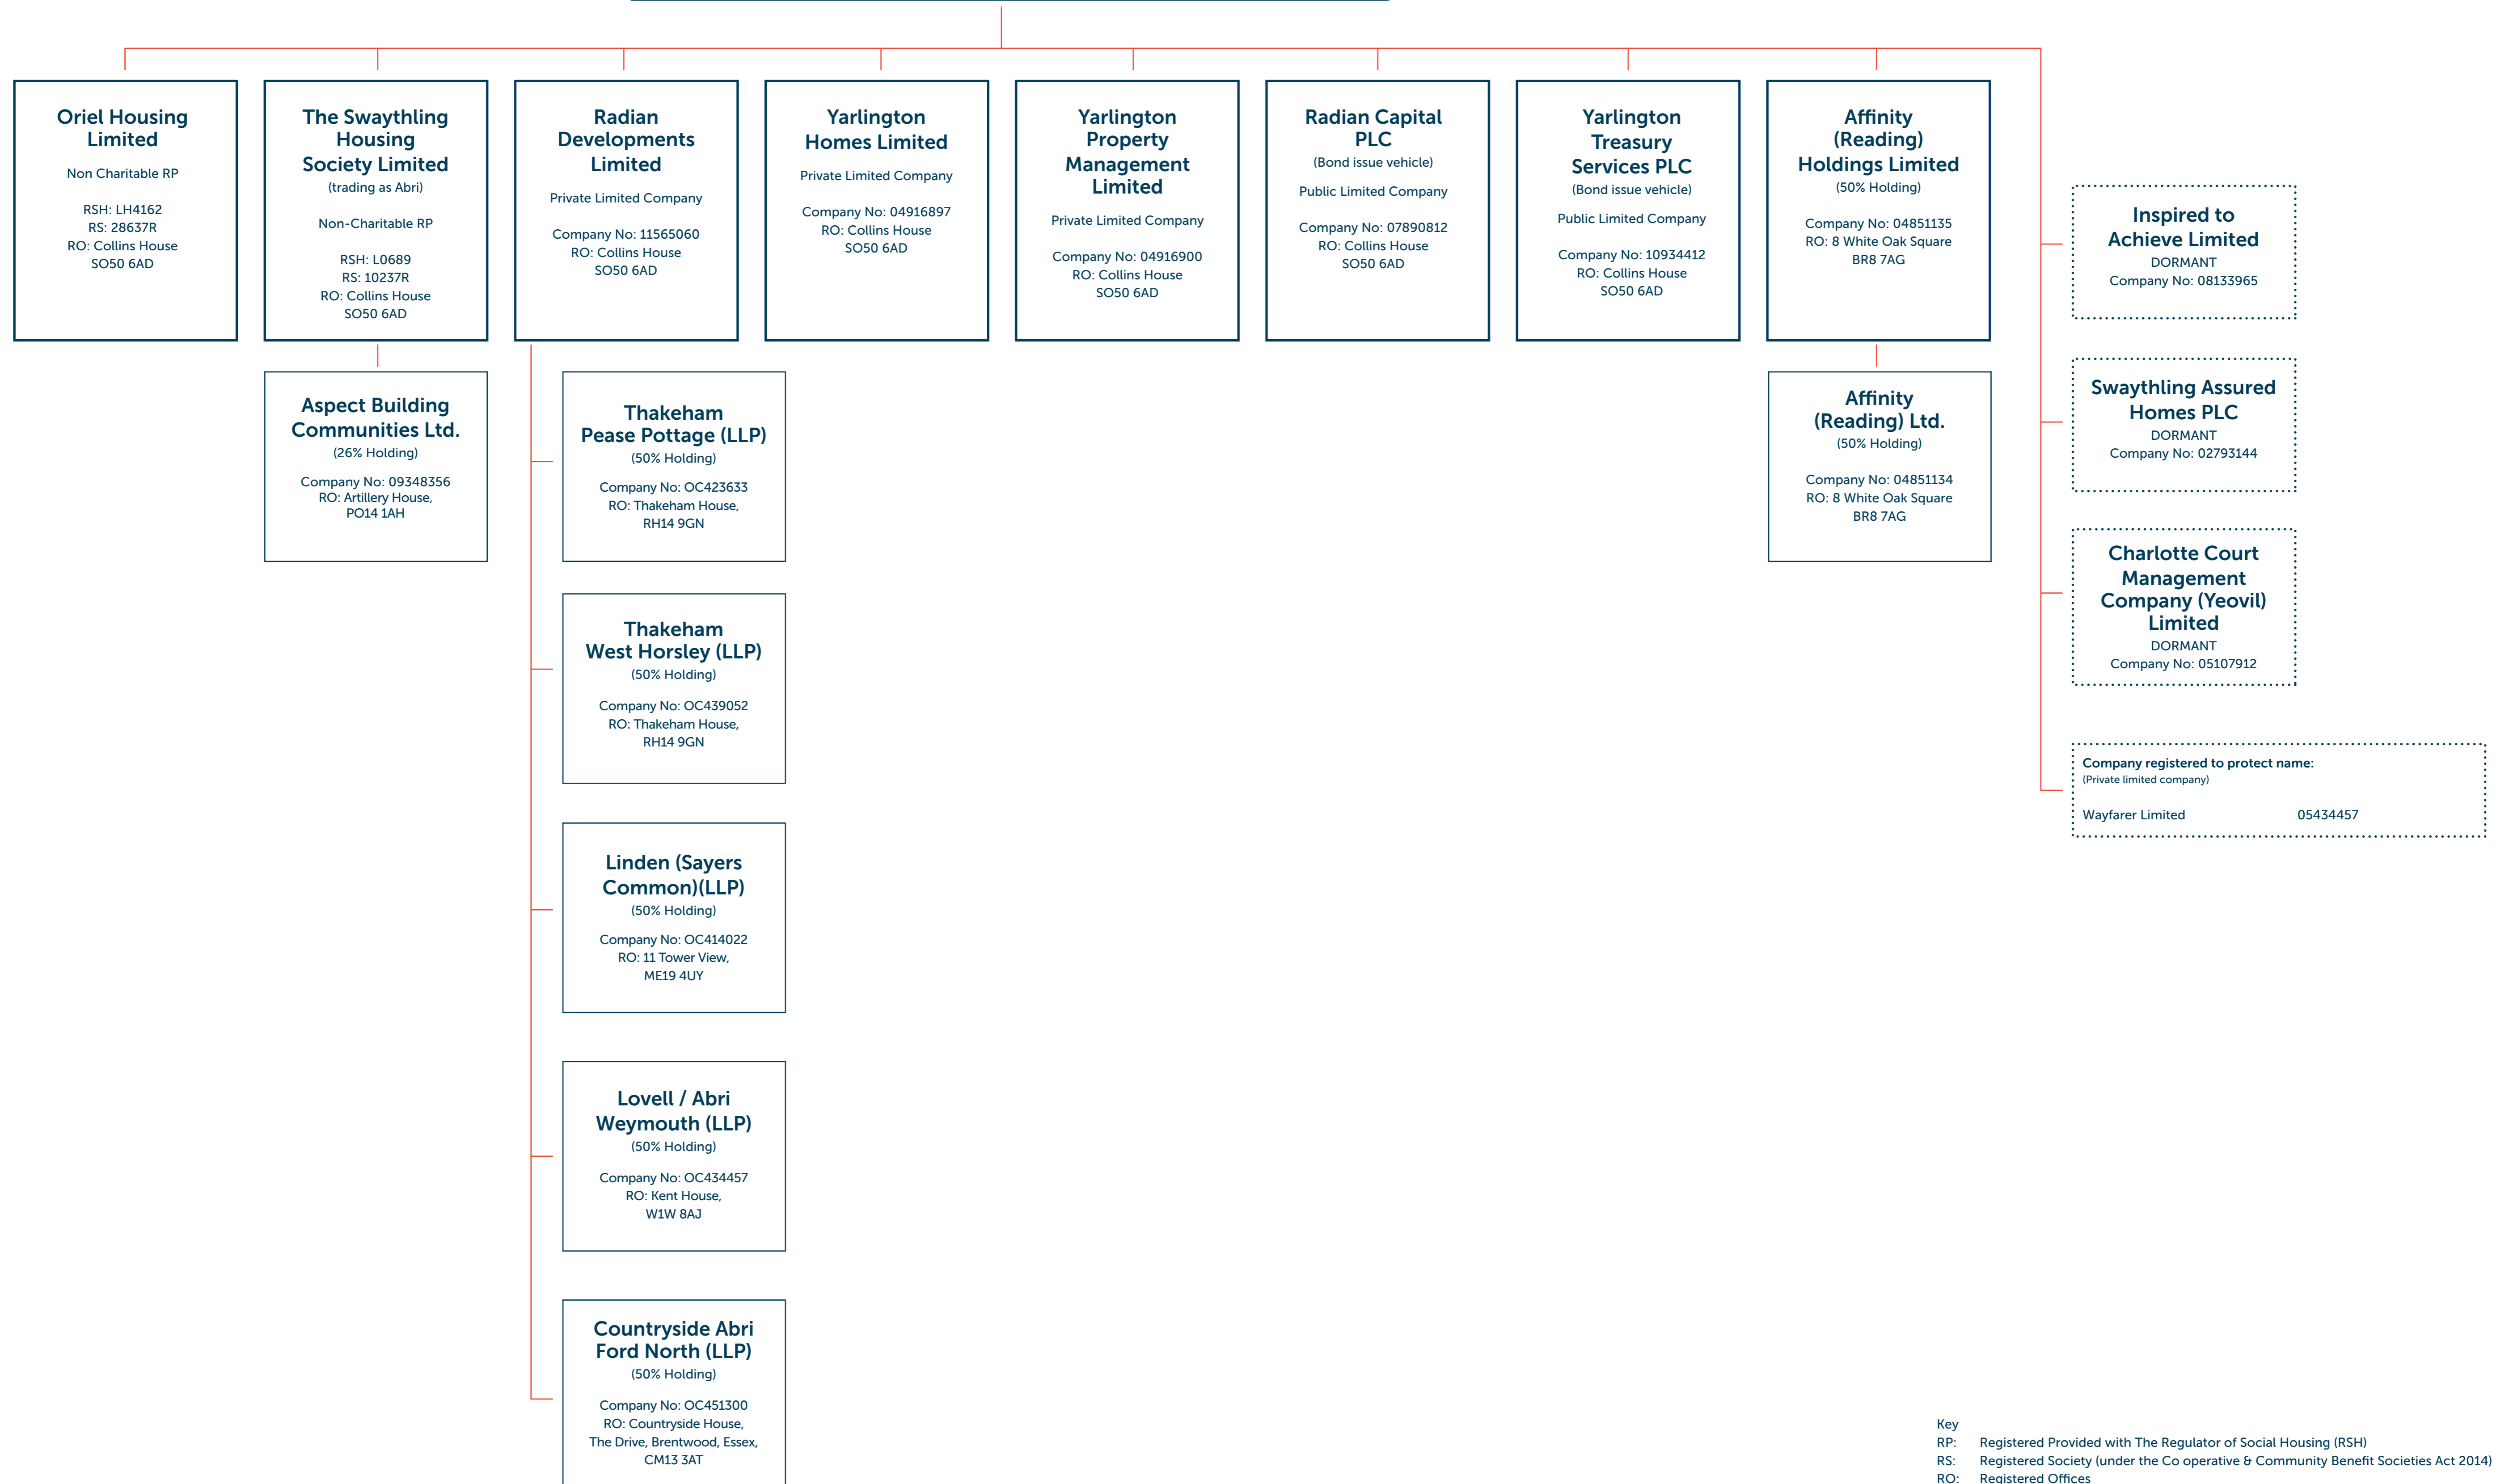 Oriel Housing
Limited
Non Charitable RP
RSH: LH4162
RS: 28637R
RO: Collins House
SO50 6AD
The Swaythling
Housing
Society Limited
(trading as Abri)
Non-Charitable RP
RSH: L0689
RS: 10237R
RO: Collins House
SO50 6AD
Radian
Developments
Limited
Private Limited Company
Company No: 11565060
RO: Collins House
SO50 6AD
Yarlington
Homes Limited
Private Limited Company
Company No: 04916897
RO: Collins House
SO50 6AD
Yarlington
Property
Management
Limited
Private Limited Company
Company No: 04916900
RO: Collins House
SO50 6AD
Radian Capital
PLC
(Bond issue vehicle)
Public Limited Company
Company No: 07890812
RO: Collins House
SO50 6AD
Yarlington
Treasury
Services PLC
(Bond issue vehicle)
Public Limited Company
Company No: 10934412
RO: Collins House
SO50 6AD
Affinity
(Reading)
Holdings Limited
(50% Holding)
Company No: 04851135
RO: 8 White Oak Square
BR8 7AG
Inspired to
Achieve Limited
DORMANT
Company No: 08133965
Swaythling Assured
Homes PLC
DORMANT
Company No: 02793144
Charlotte Court
Management
Company (Yeovil)
Limited
DORMANT
Company No: 05107912
Company registered to protect name:
(Private limited company)
Wayfarer Limited 05434457
Aspect Building
Communities Ltd.
(26% Holding)
Company No: 09348356
RO: Artillery House,
PO14 1AH
Thakeham
Pease Pottage (LLP)
(50% Holding)
Company No: OC423633
RO: Thakeham House,
RH14 9GN
Affinity
(Reading) Ltd.
(50% Holding)
Company No: 04851134
RO: 8 White Oak Square
BR8 7AG
Thakeham
West Horsley (LLP)
(50% Holding)
Company No: OC439052
RO: Thakeham House,
RH14 9GN
Linden (Sayers
Common)(LLP)
(50% Holding)
Company No: OC414022
RO: 11 Tower View,
ME19 4UY
Lovell / Abri
Weymouth (LLP)
(50% Holding)
Company No: OC434457
RO: Kent House,
W1W 8AJ
Countryside Abri
Ford North (LLP)
(50% Holding)
Company No: OC451300
RO: Countryside House,
The Drive, Brentwood, Essex,
CM13 3AT
Key
RP: Registered Provided with The Regulator of Social Housing (RSH)
RS: Registered Society (under the Co operative & Community Benefit Societies Act 2014)
RO: Registered Offices